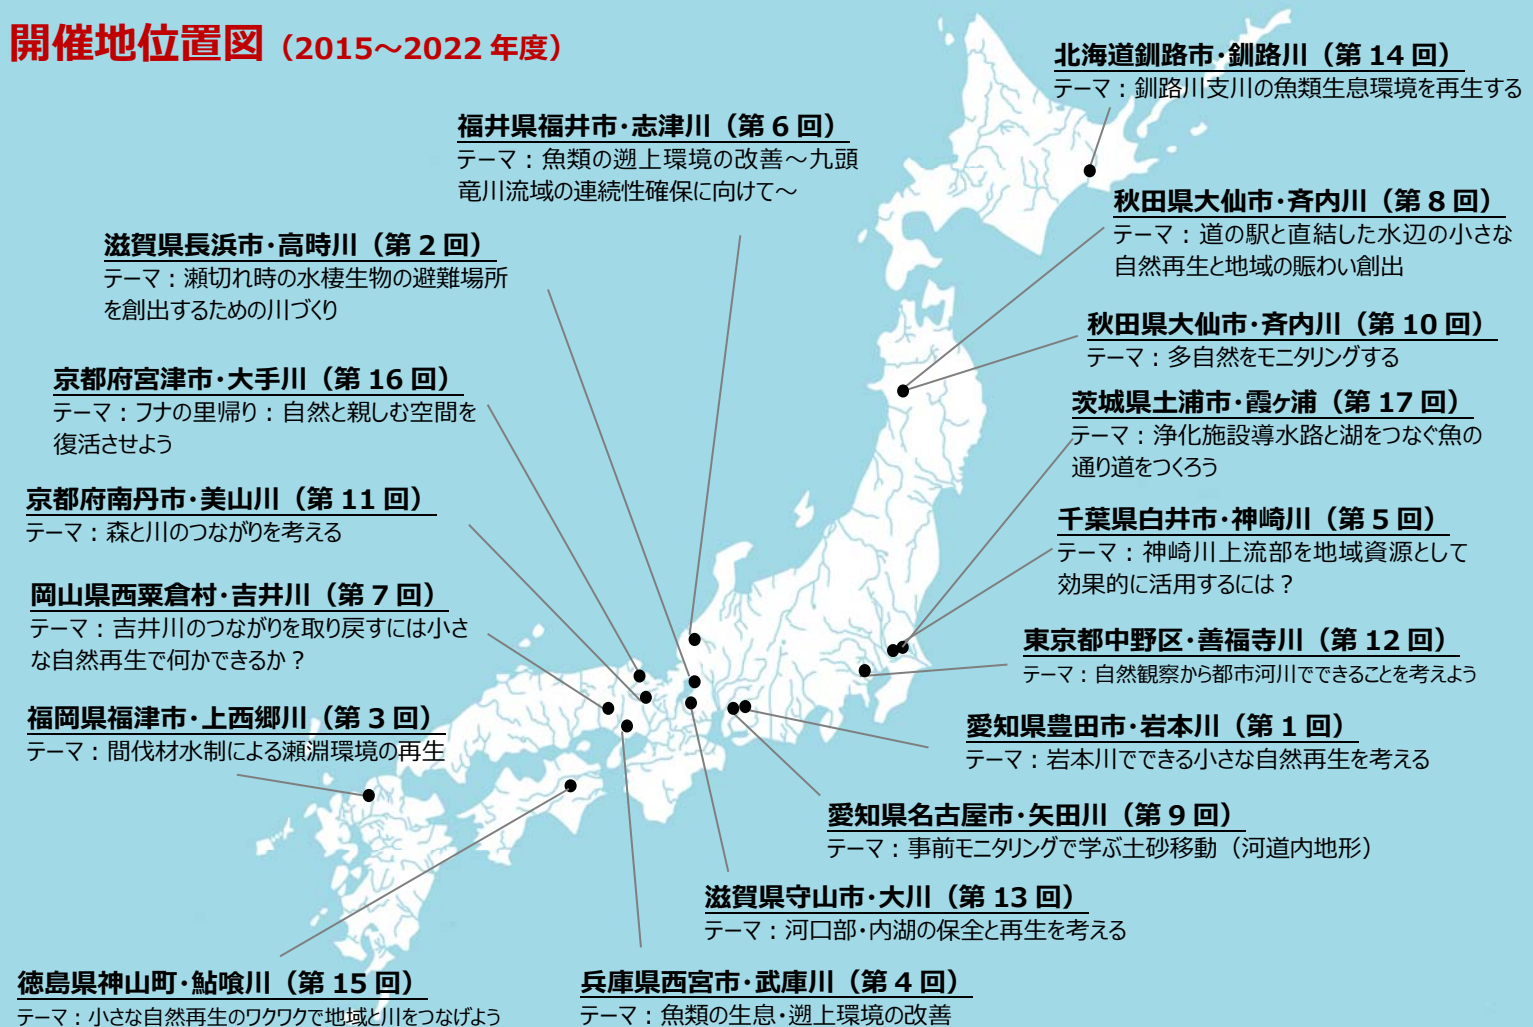 開催地位置図（2015～2022 年度）
北海道釧路市･釧路川（第 14 回）
テーマ：釧路川支川の魚類生息環境を再生する
福井県福井市･志津川（第 6 回）
テーマ：魚類の遡上環境の改善～九頭
竜川流域の連続性確保に向けて～
秋田県大仙市･斉内川（第 8 回）
テーマ：道の駅と直結した水辺の小さな
自然再生と地域の賑わい創出
滋賀県長浜市･高時川（第 2 回）
テーマ：瀬切れ時の水棲生物の避難場所
を創出するための川づくり
秋田県大仙市･斉内川（第 10 回）
テーマ：多自然をモニタリングする
京都府宮津市･大手川（第 16 回）
テーマ：フナの里帰り：自然と親しむ空間を
復活させよう
茨城県土浦市･霞ヶ浦（第 17 回）
テーマ：浄化施設導水路と湖をつなぐ魚の
通り道をつくろう
京都府南丹市･美山川（第 11 回）
テーマ：森と川のつながりを考える
千葉県白井市･神崎川（第 5 回）
テーマ：神崎川上流部を地域資源として
効果的に活用するには？
岡山県西粟倉村･吉井川（第 7 回）
テーマ：吉井川のつながりを取り戻すには小さ
な自然再生で何かできるか？
東京都中野区･善福寺川（第 12 回）
テーマ：自然観察から都市河川でできることを考えよう
福岡県福津市･上西郷川（第 3 回）
テーマ：間伐材水制による瀬淵環境の再生
愛知県豊田市･岩本川（第 1 回）
テーマ：岩本川でできる小さな自然再生を考える
愛知県名古屋市･矢田川（第 9 回）
テーマ：事前モニタリングで学ぶ土砂移動（河道内地形）
滋賀県守山市･大川（第 13 回）
テーマ：河口部･内湖の保全と再生を考える
徳島県神山町･鮎喰川（第 15 回）
テーマ：小さな自然再生のワクワクで地域と川をつなげよう
兵庫県西宮市･武庫川（第 4 回）
テーマ：魚類の生息･遡上環境の改善